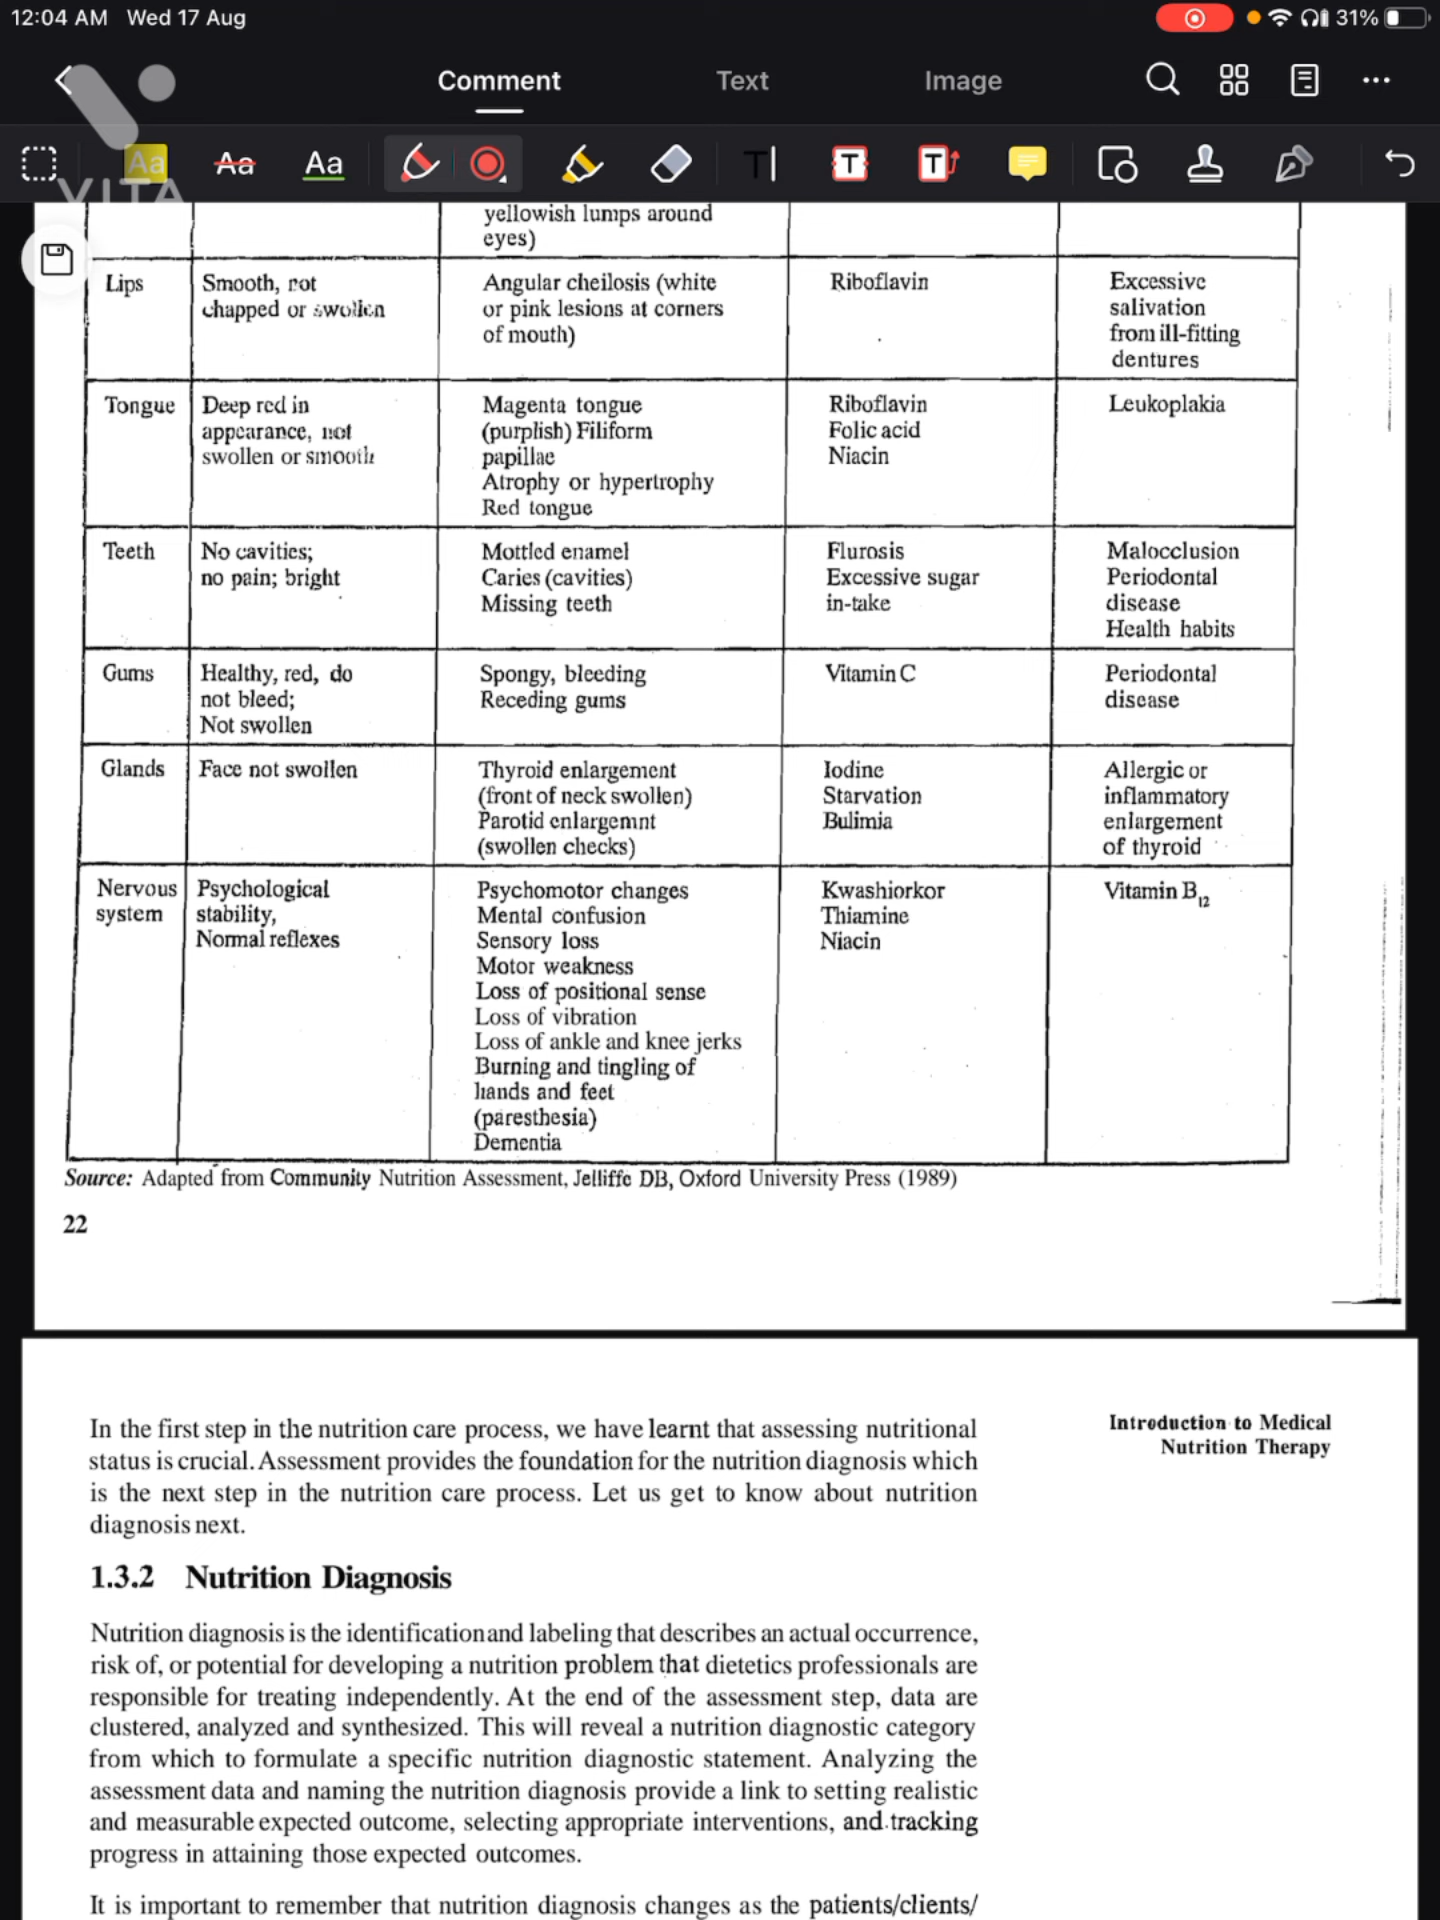 12:04 AM Wed 17 Aug
31%
Comment
Text
Image
Aa
Aa
Aa
T
T
T
VITA
yellowish lumps around
eyes)
Lips
Smooth, not
chapped or swollen
Angular cheilosis (white
or pink lesions at corners
of mouth)
Riboflavin
Excessive
salivation
from ill-fitting
dentures
Tongue
Deep red in
appearance, not
swollen or smooth
Magenta tongue
(purplish) Filiform
papillae
Atrophy or hypertrophy
Red tongue
Riboflavin
Folic acid
Niacin
Leukoplakia
Teeth
No cavities;
no pain; bright
Mottled enamel
Caries (cavities)
Missing teeth
Flurosis
Excessive sugar
in-take
Malocclusion
Periodontal
disease
Health habits
Gums
Healthy, red, do
not bleed;
Not swollen
Spongy, bleeding
Receding gums
Vitamin C
Periodontal
disease
Glands
Face not swollen
Thyroid enlargement
(front of neck swollen)
Parotid enlargemnt
(swollen checks)
Iodine
Starvation
Bulimia
Allergic or
inflammatory
enlargement
of thyroid
Nervous
system
Psychological
stability,
Normal reflexes
Psychomotor changes
Mental confusion
Sensory loss
Motor weakness
Loss of positional sense
Loss of vibration
Loss of ankle and knee jerks
Burning and tingling of
hands and feet
(paresthesia)
Dementia
Kwashiorkor
Thiamine
Niacin
Vitamin B12
Source: Adapted from Community Nutrition Assessment, Jelliffe DB, Oxford University Press (1989)
22
Introduction to Medical
Nutrition Therapy
In the first step in the nutrition care process, we have learnt that assessing nutritional
status is crucial. Assessment provides the foundation for the nutrition diagnosis which
is the next step in the nutrition care process. Let us get to know about nutrition
diagnosis next.
1.3.2 Nutrition Diagnosis
Nutrition diagnosis is the identification and labeling that describes an actual occurrence,
risk of, or potential for developing a nutrition problem that dietetics professionals are
responsible for treating independently. At the end of the assessment step, data are
clustered, analyzed and synthesized. This will reveal a nutrition diagnostic category
from which to formulate a specific nutrition diagnostic statement. Analyzing the
assessment data and naming the nutrition diagnosis provide a link to setting realistic
and measurable expected outcome, selecting appropriate interventions, and tracking
progress in attaining those expected outcomes.
It is important to remember that nutrition diagnosis changes as the patients/clients/